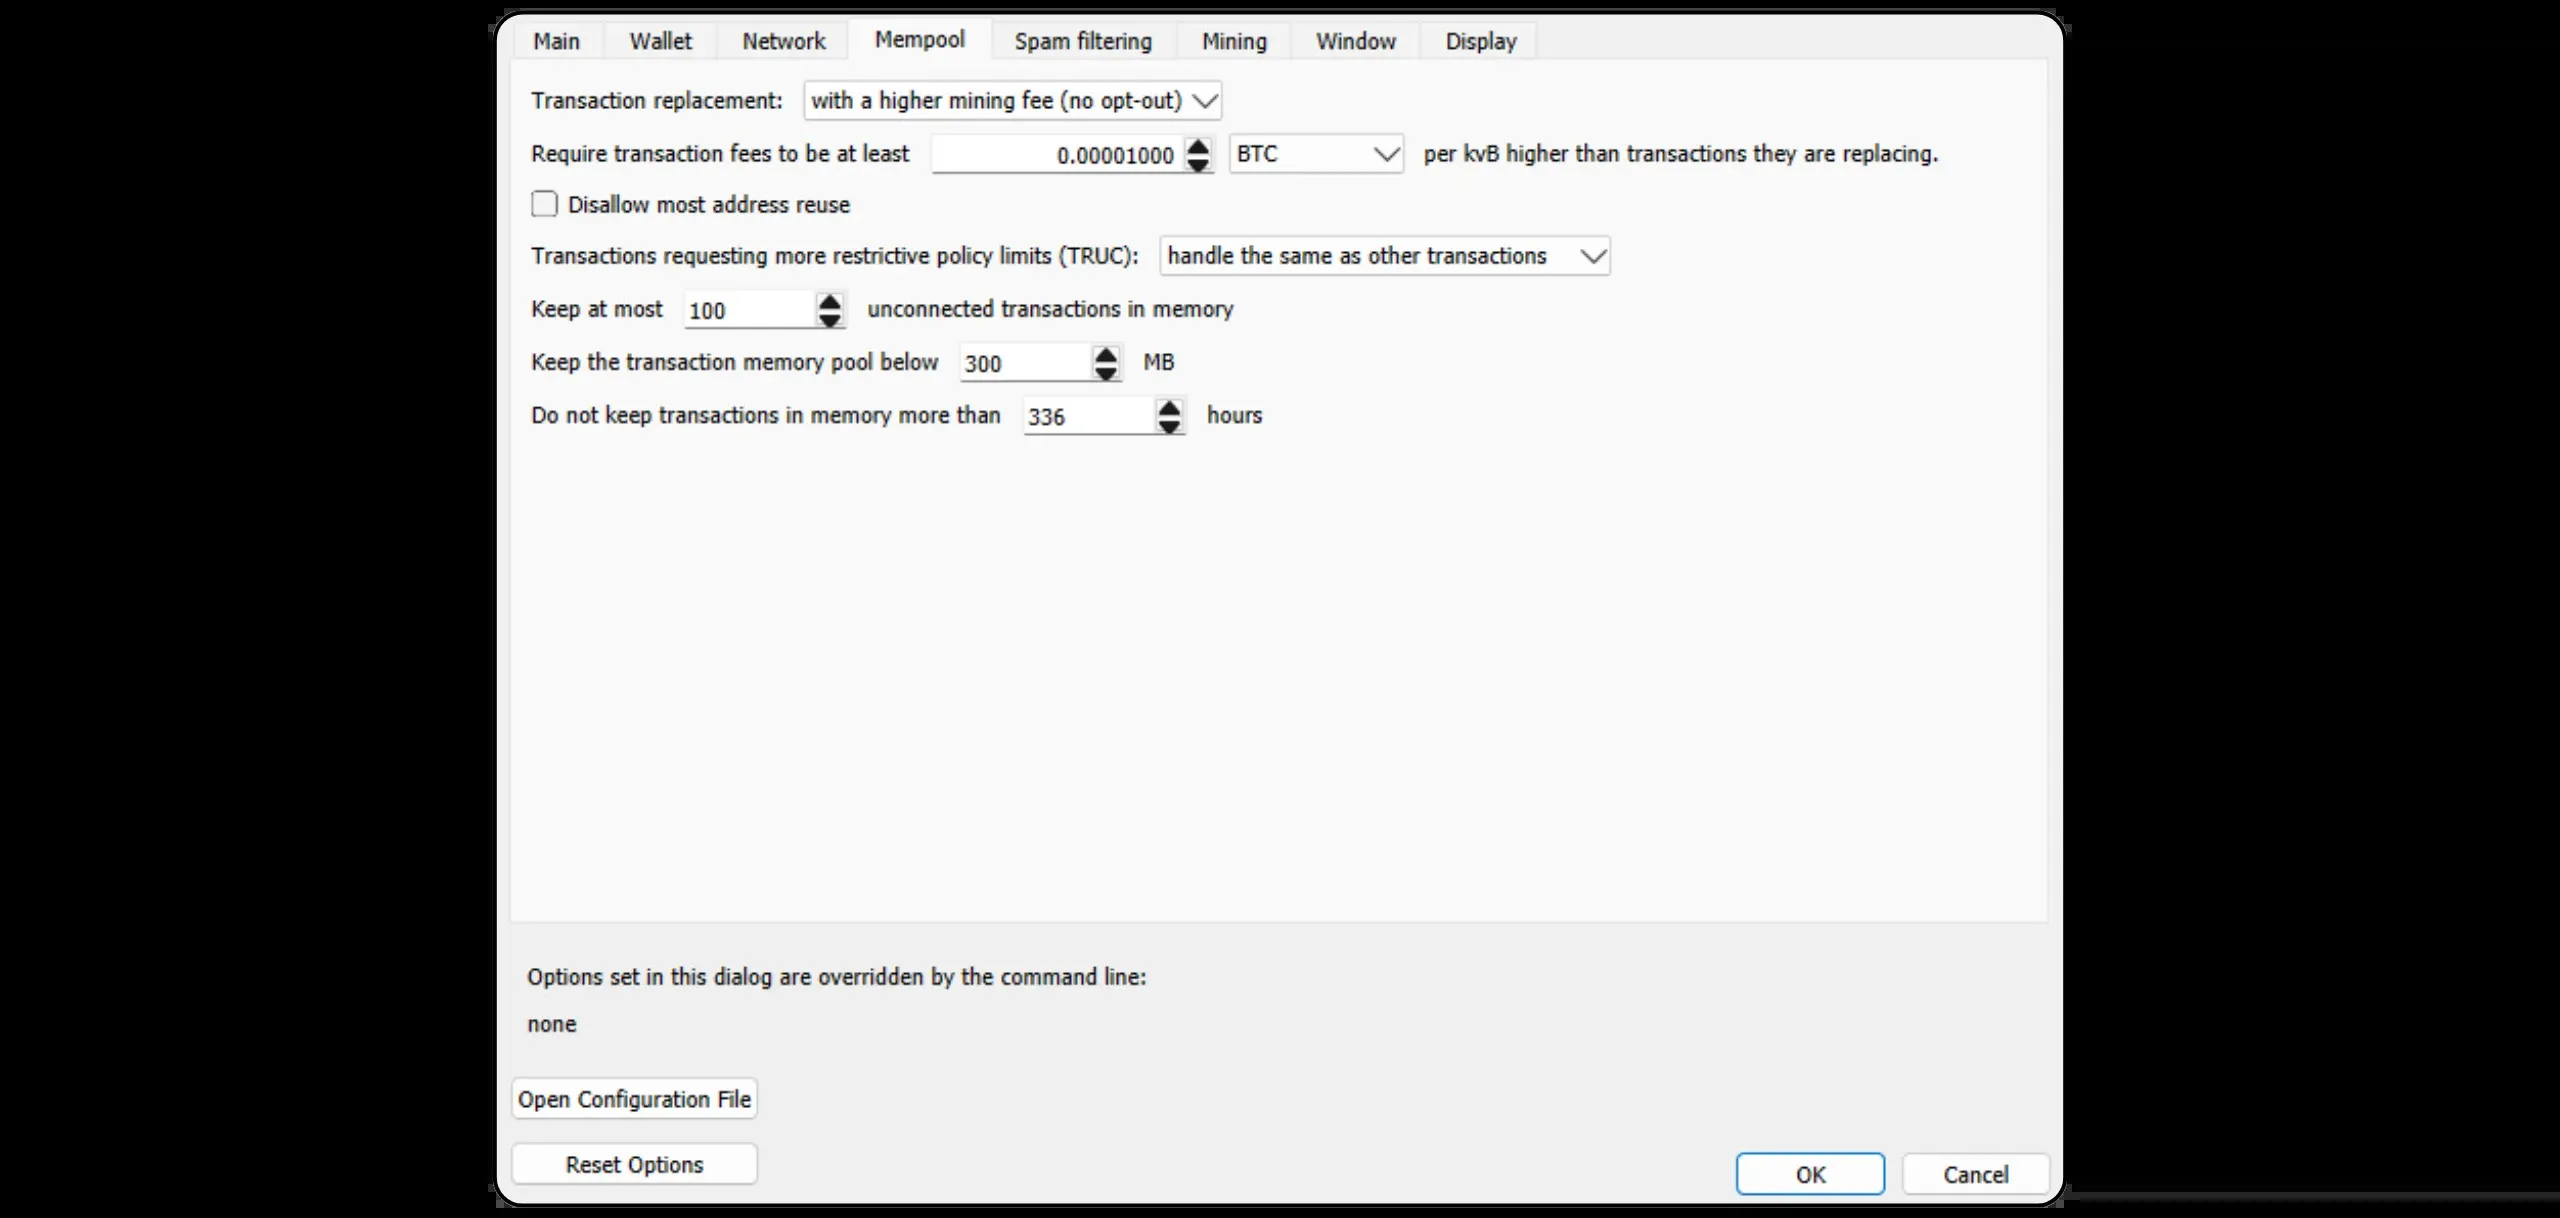 Main Wallet Network Mempool Spam filtering Mining Window Display
Transaction replacement: with a higher mining fee (no opt-out)
Require transaction fees to be at least 0.00001000 BTC per kvB higher than transactions they are replacing.
Disallow most address reuse
Transactions requesting more restrictive policy limits (TRUC): handle the same as other transactions
Keep at most 100 unconnected transactions in memory
Keep the transaction memory pool below 300 MB
Do not keep transactions in memory more than 336 hours
Options set in this dialog are overridden by the command line:
none
Open Configuration File
Reset Options
OK Cancel